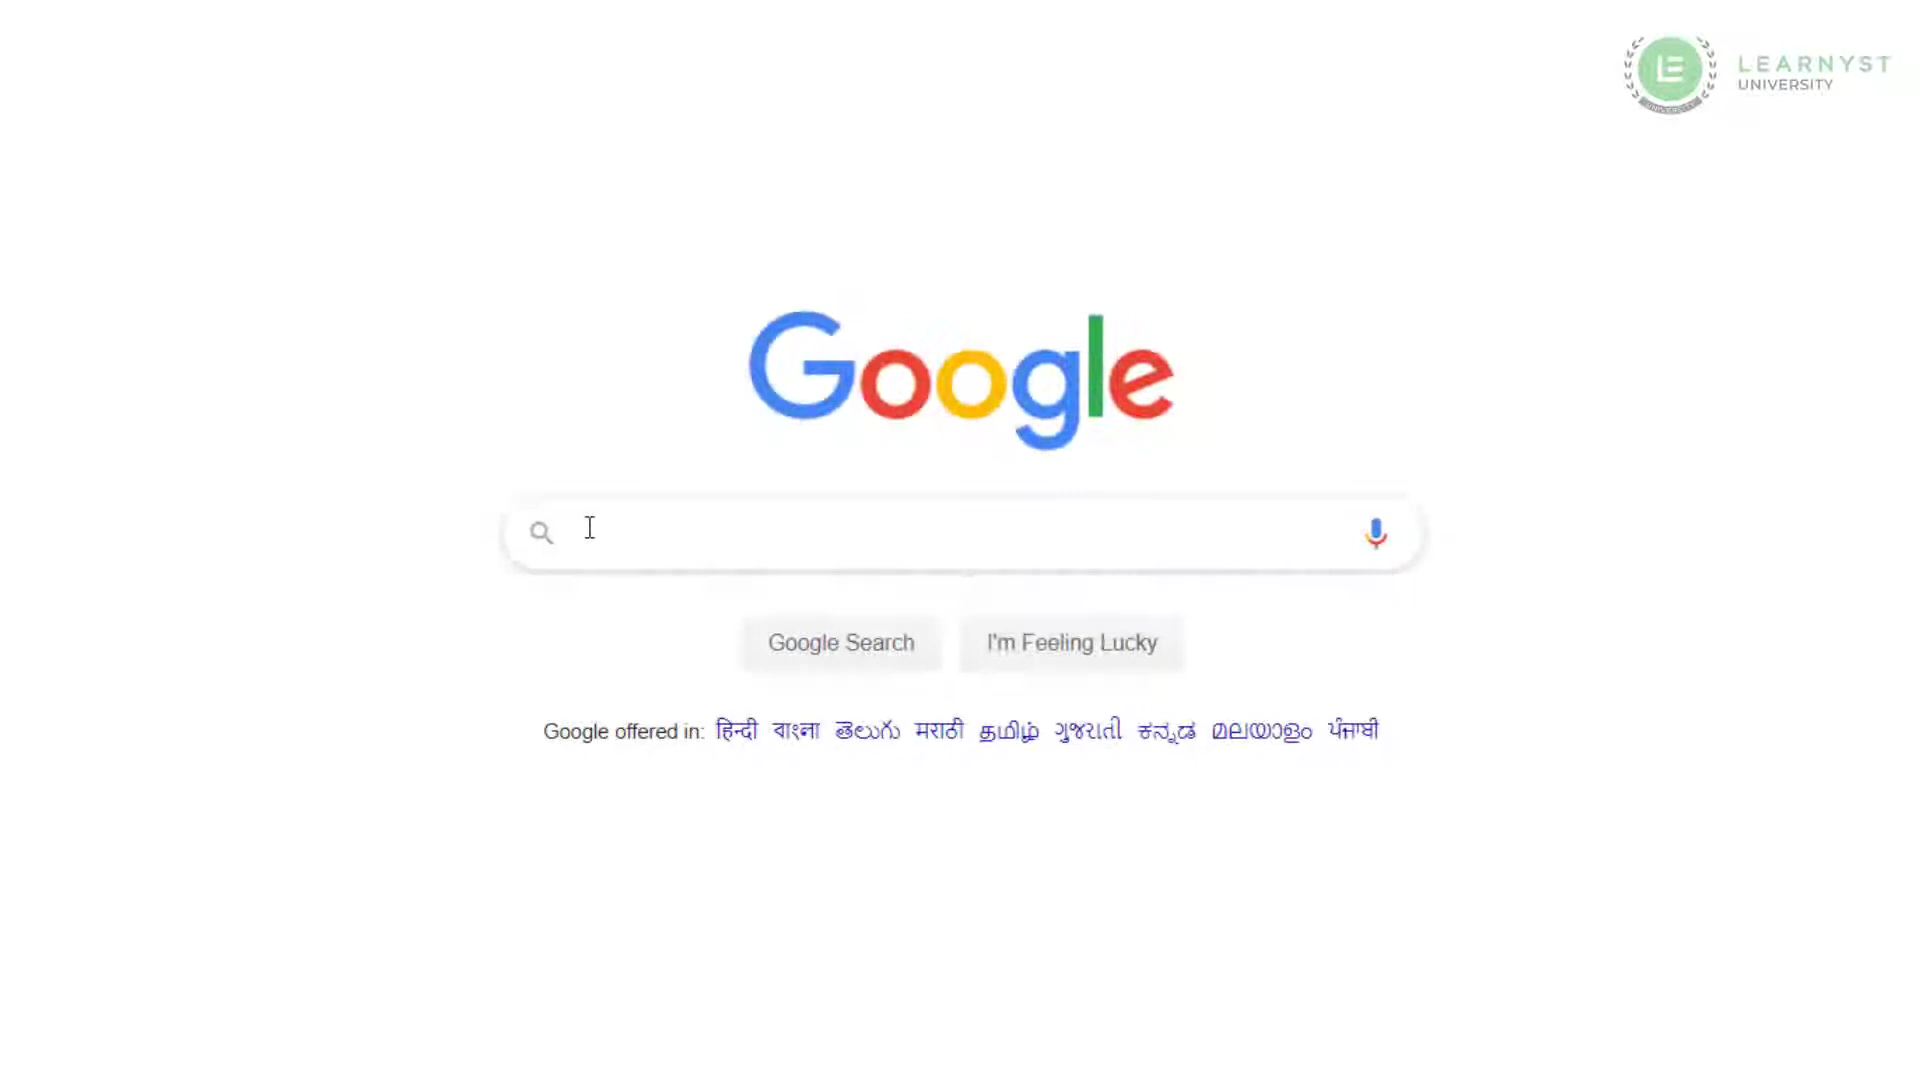 LEARNYST
UNIVERSITY
Google
Google Search
I'm Feeling Lucky
Google offered in: हिन्दी বাংলা తెలుగు मराठी தமிழ் ગુજરાતી ಕನ್ನಡ മലയാളം ਪੰਜਾਬੀ